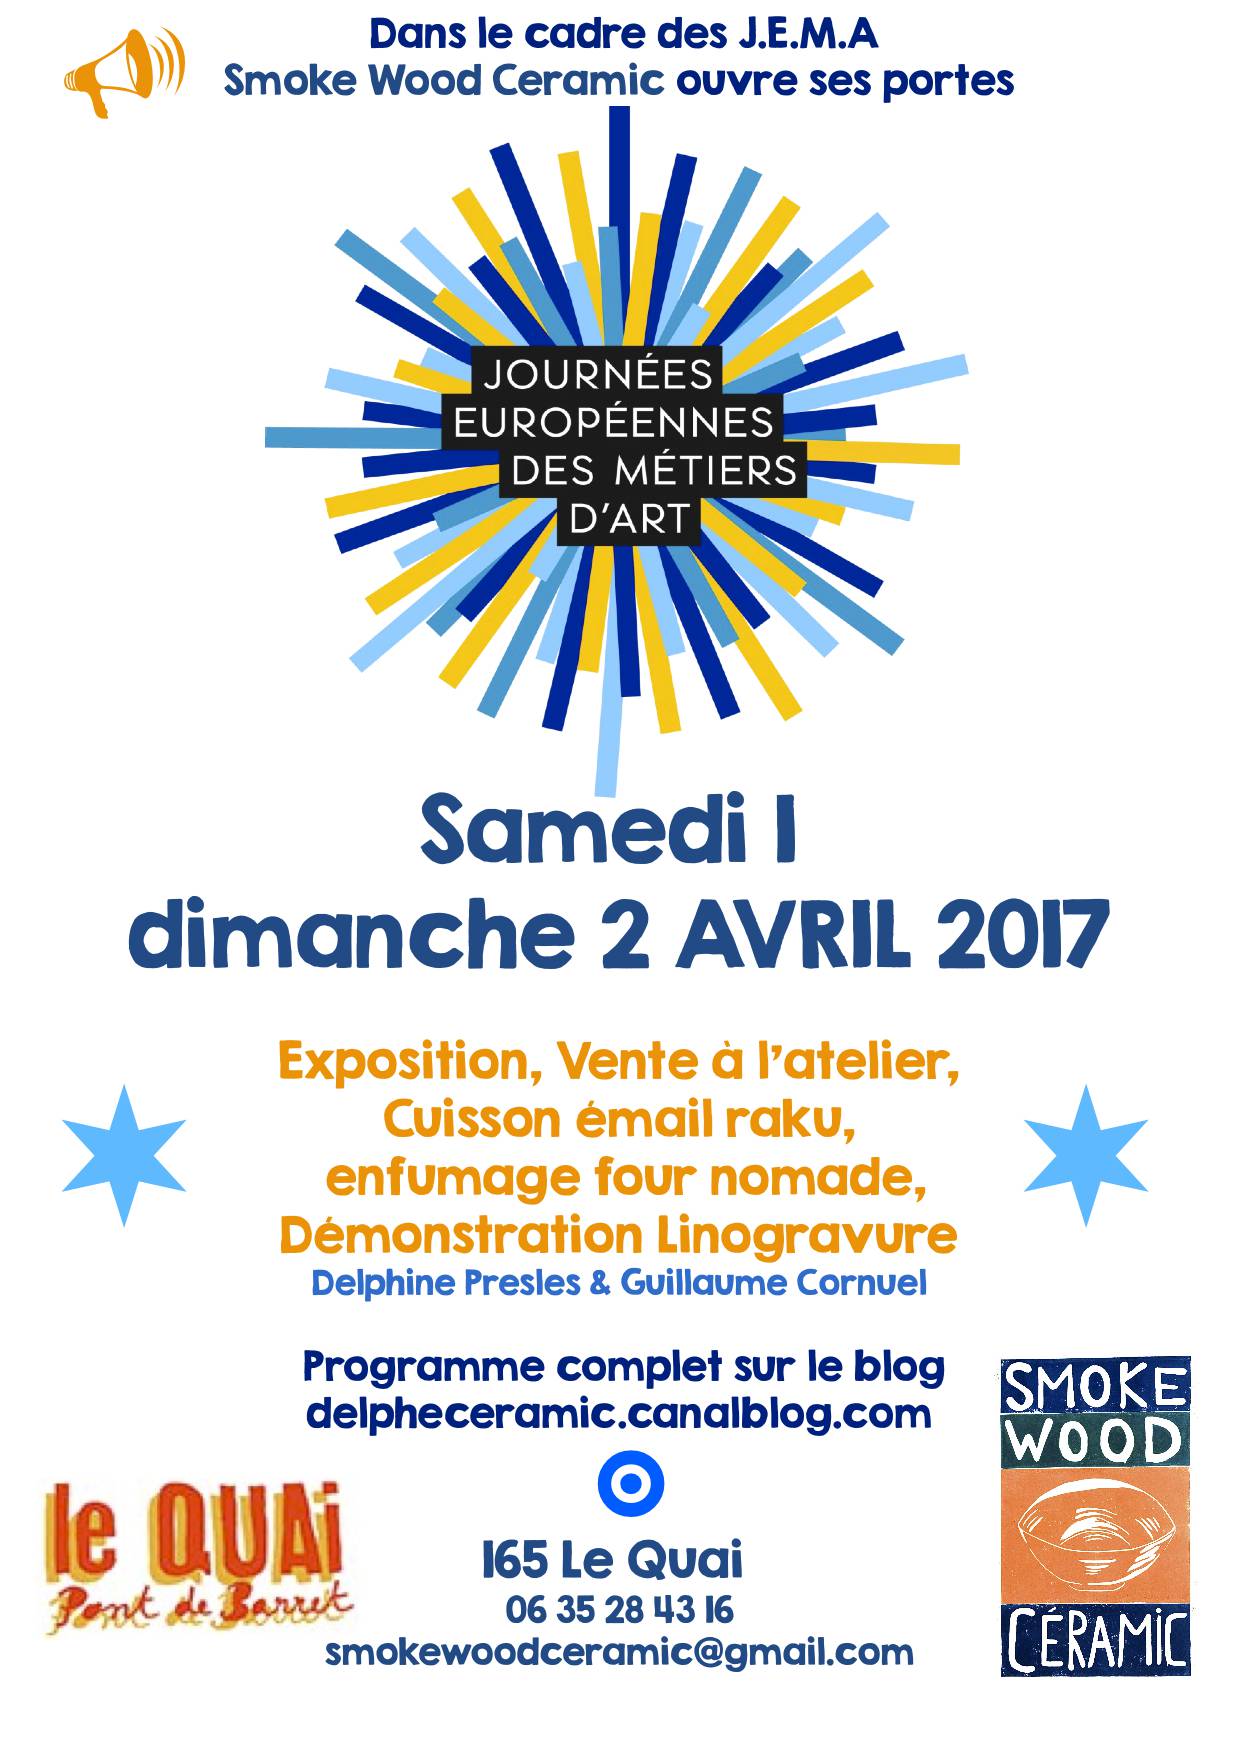 Dans le cadre des J.E.M.A
Smoke Wood Ceramic ouvre ses portes
JOURNÉES
EUROPÉENNES
DES MÉTIERS
D'ART
Samedi 1
dimanche 2 AVRIL 2017
Exposition, Vente à l'atelier,
Cuisson émail raku,
enfumage four nomade,
Démonstration Linogravure
Delphine Presles & Guillaume Cornuel
Programme complet sur le blog
delpheceramic.canalblog.com
le QUAi
Pont de Barret
165 Le Quai
06 35 28 43 16
smokewoodceramic@gmail.com
SMOKE
WOOD
CÉRAMIC